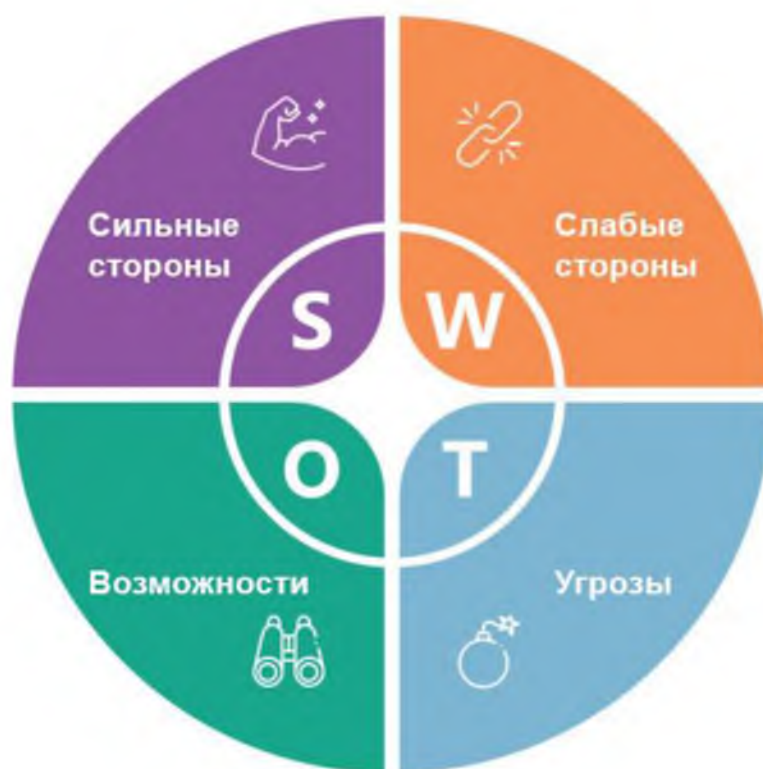 Сильные
стороны
Слабые
стороны
S
W
O
T
Возможности
Угрозы